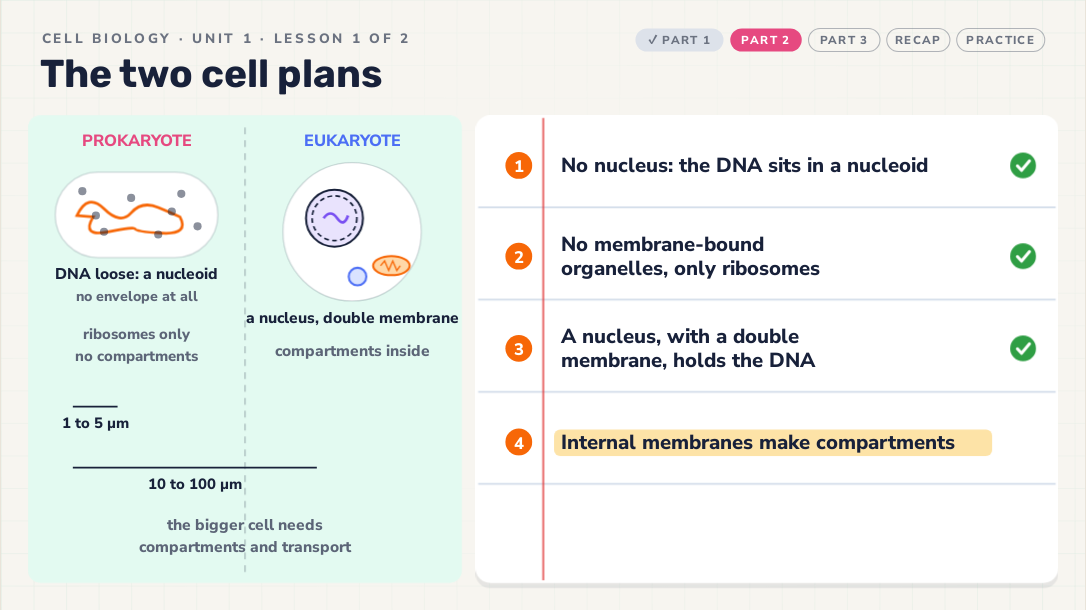 CELL BIOLOGY · UNIT 1 · LESSON 1 OF 2
✓ PART 1
PART 2
PART 3
RECAP
PRACTICE
The two cell plans
PROKARYOTE
DNA loose: a nucleoid
no envelope at all
ribosomes only
no compartments
EUKARYOTE
a nucleus, double membrane
compartments inside
1 to 5 µm
10 to 100 µm
the bigger cell needs
compartments and transport
1 No nucleus: the DNA sits in a nucleoid
2 No membrane-bound
organelles, only ribosomes
3 A nucleus, with a double
membrane, holds the DNA
4 Internal membranes make compartments